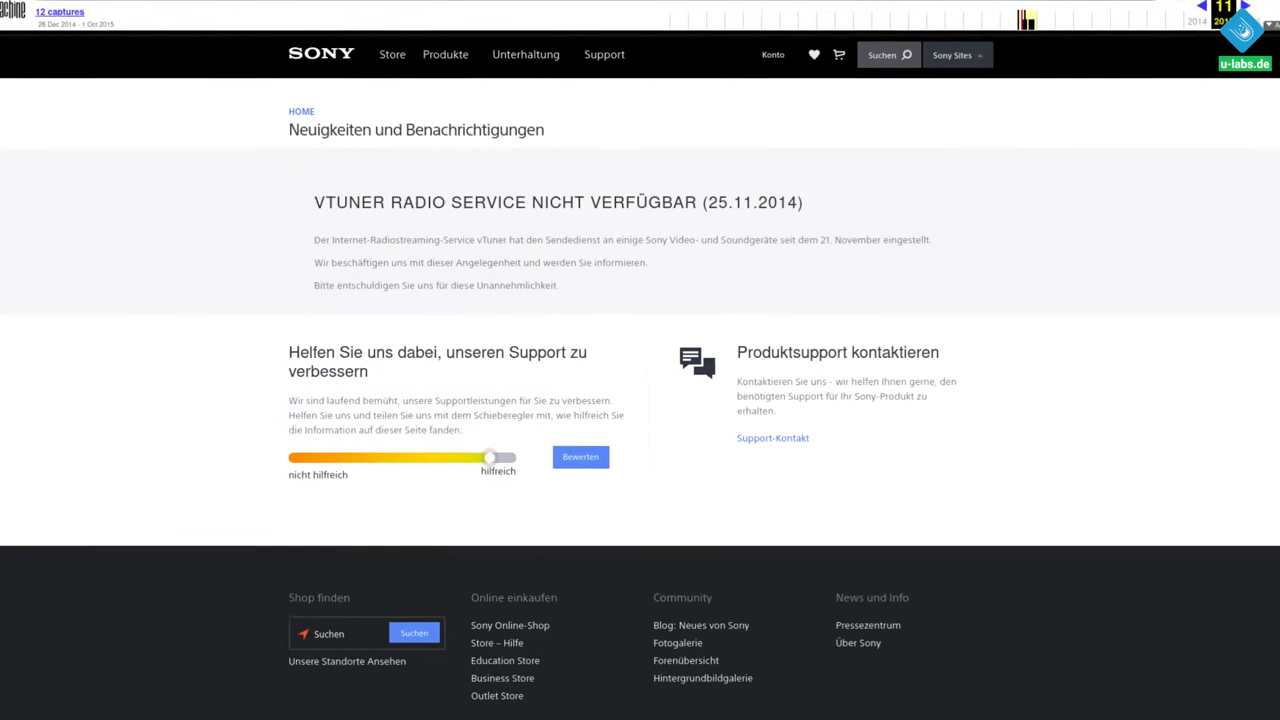 achine
12 captures
26 Dec 2014 - 1 Oct 2015
11
2014
u-labs.de
SONY
Store
Produkte
Unterhaltung
Support
Konto
Suchen
Sony Sites
HOME
Neuigkeiten und Benachrichtigungen
VTUNER RADIO SERVICE NICHT VERFÜGBAR (25.11.2014)
Der Internet-Radiostreaming-Service vTuner hat den Sendedienst an einige Sony Video- und Soundgeräte seit dem 21. November eingestellt.
Wir beschäftigen uns mit dieser Angelegenheit und werden Sie informieren.
Bitte entschuldigen Sie uns für diese Unannehmlichkeit.
Helfen Sie uns dabei, unseren Support zu
verbessern
Wir sind laufend bemüht, unsere Supportleistungen für Sie zu verbessern.
Helfen Sie uns und teilen Sie uns mit dem Schieberegler mit, wie hilfreich Sie
die Information auf dieser Seite fanden:
nicht hilfreich
hilfreich
Bewerten
Produktsupport kontaktieren
Kontaktieren Sie uns - wir helfen Ihnen gerne, den
benötigten Support für Ihr Sony-Produkt zu
erhalten.
Support-Kontakt
Shop finden
Suchen
Suchen
Unsere Standorte Ansehen
Online einkaufen
Sony Online-Shop
Store – Hilfe
Education Store
Business Store
Outlet Store
Community
Blog: Neues von Sony
Fotogalerie
Forenübersicht
Hintergrundbildgalerie
News und Info
Pressezentrum
Über Sony